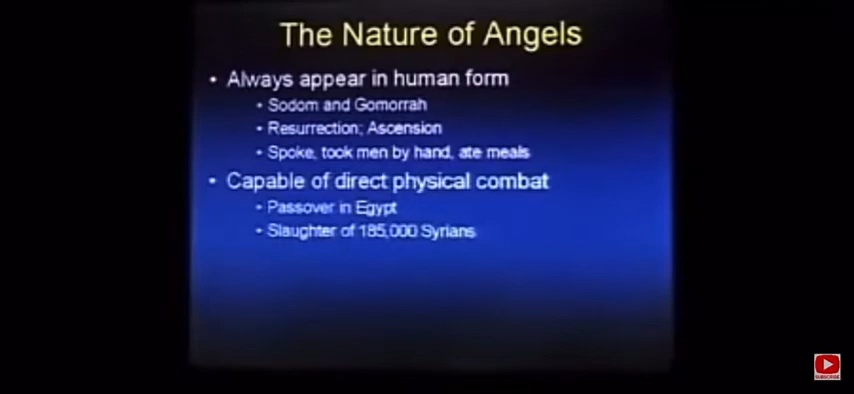 The Nature of Angels
• Always appear in human form
• Sodom and Gomorrah
• Resurrection; Ascension
• Spoke, took men by hand, ate meals
• Capable of direct physical combat
• Passover in Egypt
• Slaughter of 185,000 Syrians
SUBSCRIBE